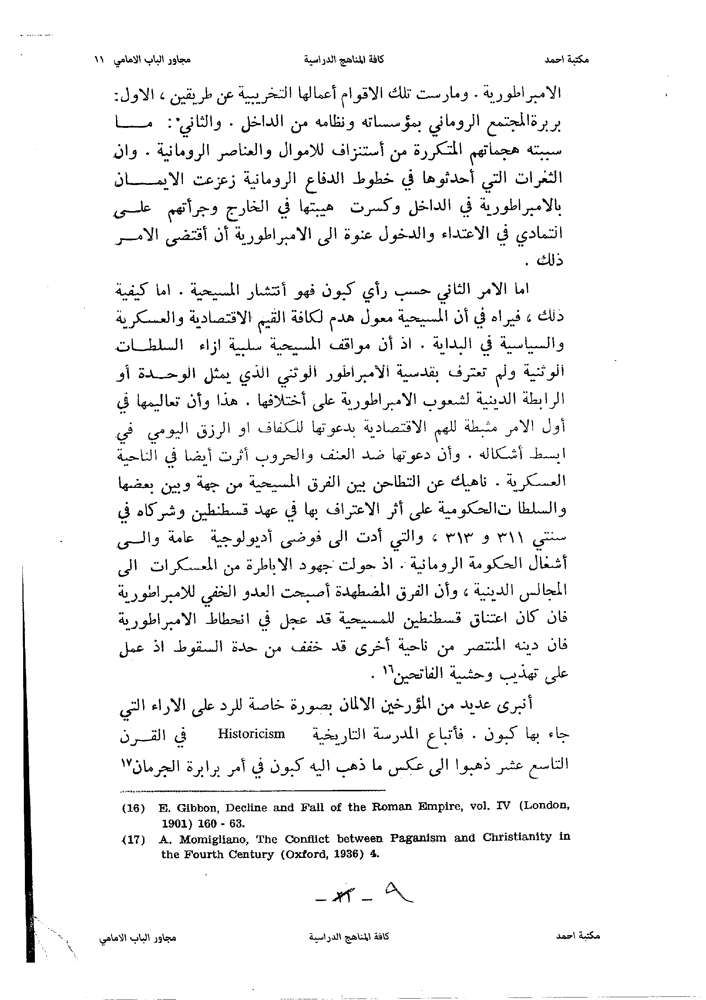 مكتبة احمد كافة المناهج الدراسية مجاور الباب الامامي ١١
الامبراطورية . ومارست تلك الاقوام أعمالها التخريبية عن طريقين ، الاول:
بربرةالمجتمع الروماني بمؤسساته ونظامه من الداخل . والثاني : مــا
سببته هجماتهم المتكررة من أستنزاف للاموال والعناصر الرومانية . وان
الثغرات التي أحدثوها في خطوط الدفاع الرومانية زعزعت الايمــان
بالامبراطورية في الداخل وكسرت هيبتها في الخارج وجرأتهم علــى
التمادي في الاعتداء والدخول عنوة الى الامبراطورية أن أقتضى الامــر
ذلك .
اما الامر الثاني حسب رأي كبون فهو أنتشار المسيحية . اما كيفية
ذلك ، فيراه في أن المسيحية معول هدم لكافة القيم الاقتصادية والعسكرية
والسياسية في البداية . اذ أن مواقف المسيحية سلبية ازاء السلطــات
الوثنية ولم تعترف بقدسية الامبراطور الوثني الذي يمثل الوحــدة أو
الرابطة الدينية لشعوب الامبراطورية على أختلافها . هذا وأن تعاليمها في
أول الامر مثبطة للهم الاقتصادية بدعوتها للكفاف او الرزق اليومي في
ابسط أشكاله . وأن دعوتها ضد العنف والحروب أثرت أيضا في الناحية
العسكرية . ناهيك عن التطاحن بين الفرق المسيحية من جهة وبين بعضها
والسلطا تالحكومية على أثر الاعتراف بها في عهد قسطنطين وشركاه في
سنتي ٣١١ و ٣١٣ ، والتي أدت الى فوضى أديولوجية عامة والــى
أشغال الحكومة الرومانية . اذ حولت جهود الاباطرة من المعسكرات الى
المجالس الدينية ، وأن الفرق المضطهدة أصبحت العدو الخفي للامبراطورية
فان كان اعتناق قسطنطين للمسيحية قد عجل في انحطاط الامبراطورية
فان دينه المنتصر من ناحية أخرى قد خفف من حدة السقوط اذ عمل
على تهذيب وحشية الفاتحين١٦ .
أنبرى عديد من المؤرخين الالمان بصورة خاصة للرد على الاراء التي
جاء بها كبون . فأتباع المدرسة التاريخية Historicism في القــرن
التاسع عشر ذهبوا الى عكس ما ذهب اليه كبون في أمر برابرة الجرمان١٧
(16) E. Gibbon, Decline and Fall of the Roman Empire, vol. IV (London,
1901) 160 - 63.
(17) A. Momigliano, The Conflict between Paganism and Christianity in
the Fourth Century (Oxford, 1936) 4.
٩
مكتبة احمد كافة المناهج الدراسية مجاور الباب الامامي